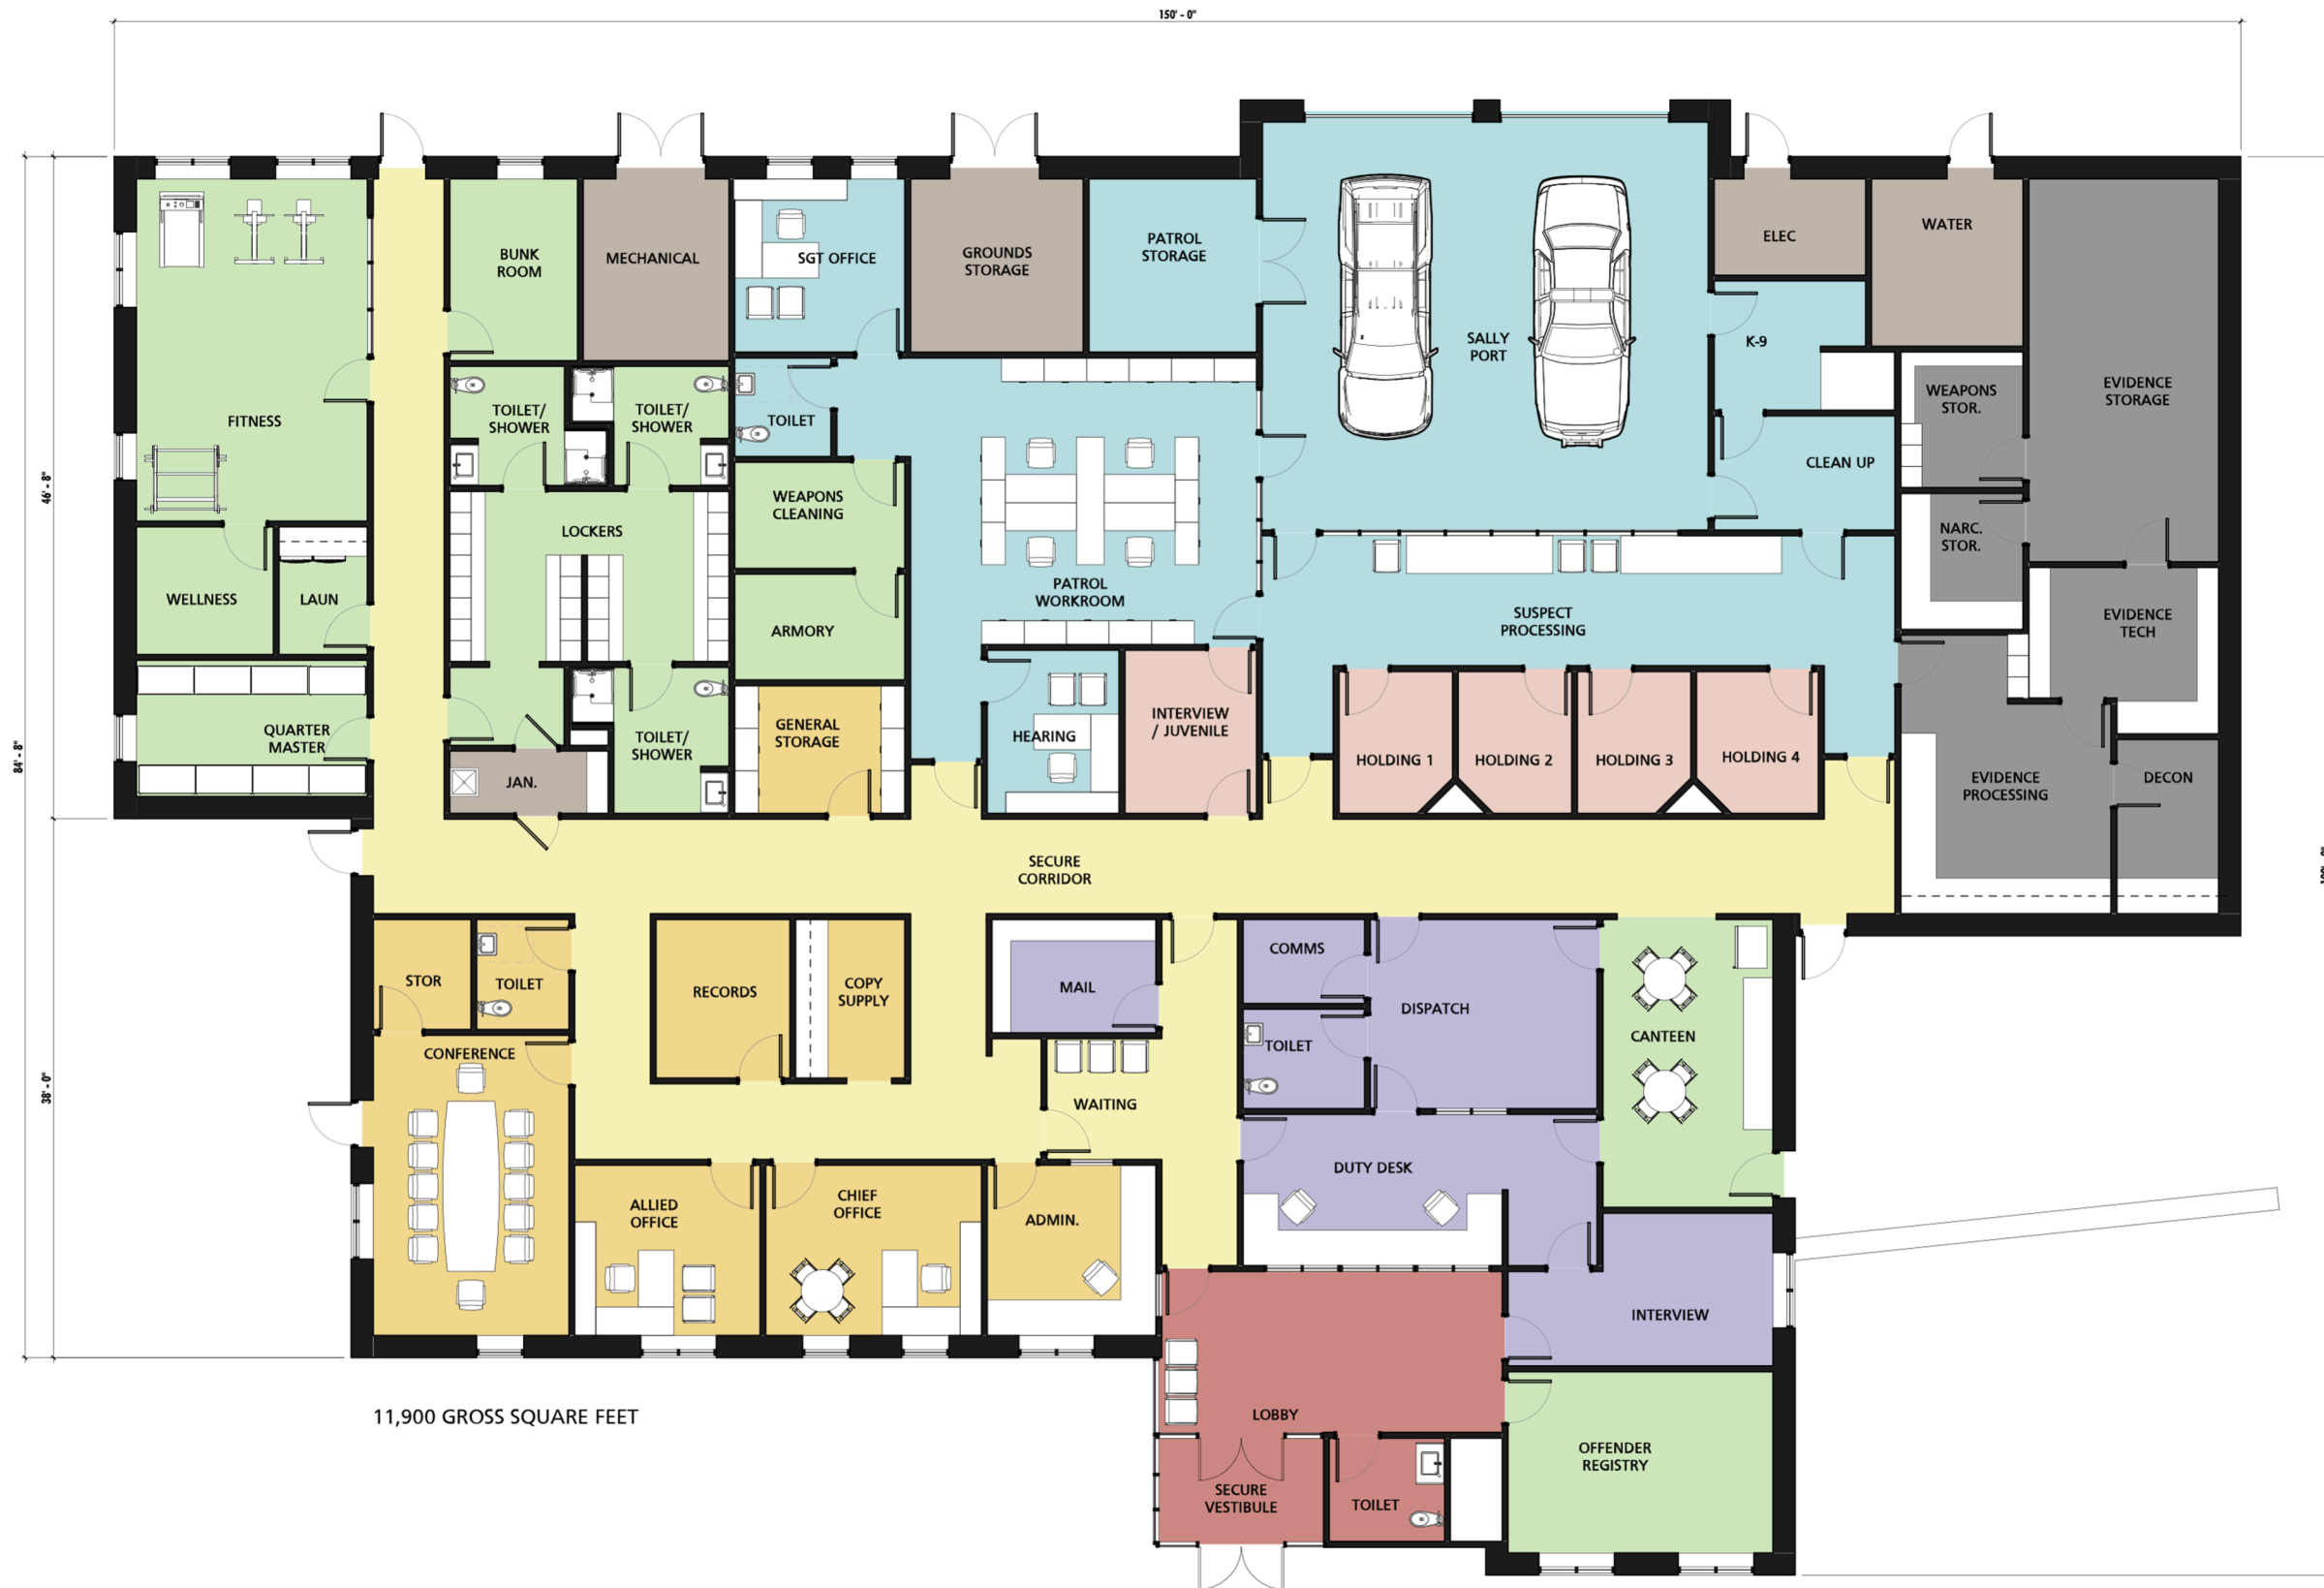 150' - 0"
BUNK
ROOM
MECHANICAL
SGT OFFICE
GROUNDS
STORAGE
PATROL
STORAGE
SALLY
PORT
ELEC
WATER
K-9
EVIDENCE
STORAGE
WEAPONS
STOR.
FITNESS
TOILET/
SHOWER
TOILET/
SHOWER
TOILET
CLEAN UP
46' - 8"
WEAPONS
CLEANING
LOCKERS
NARC.
STOR.
PATROL
WORKROOM
WELLNESS
LAUN
ARMORY
SUSPECT
PROCESSING
EVIDENCE
TECH
84' - 8"
QUARTER
MASTER
TOILET/
SHOWER
GENERAL
STORAGE
HEARING
INTERVIEW
/ JUVENILE
HOLDING 1
HOLDING 2
HOLDING 3
HOLDING 4
JAN.
EVIDENCE
PROCESSING
DECON
SECURE
CORRIDOR
STOR
TOILET
RECORDS
COPY
SUPPLY
MAIL
COMMS
DISPATCH
TOILET
CANTEEN
CONFERENCE
38' - 0"
WAITING
DUTY DESK
ALLIED
OFFICE
CHIEF
OFFICE
ADMIN.
INTERVIEW
11,900 GROSS SQUARE FEET
LOBBY
OFFENDER
REGISTRY
SECURE
VESTIBULE
TOILET